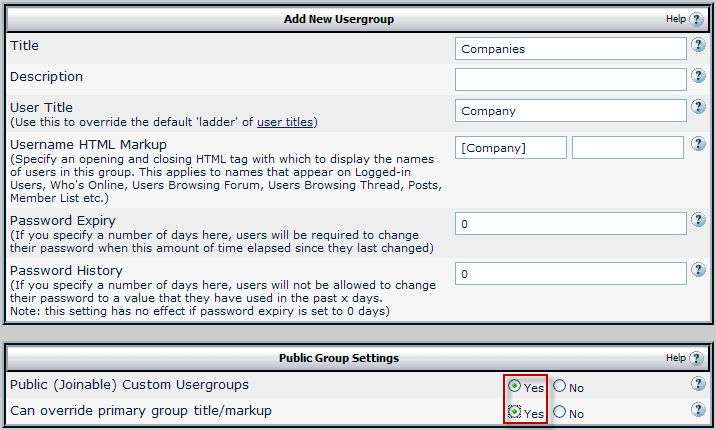 Add New Usergroup
Help ?
Title
Companies
?
Description
?
User Title
(Use this to override the default 'ladder' of user titles)
Company
?
Username HTML Markup
(Specify an opening and closing HTML tag with which to display the names
of users in this group. This applies to names that appear on Logged-in
Users, Who's Online, Users Browsing Forum, Users Browsing Thread, Posts,
Member List etc.)
[Company]
?
Password Expiry
(If you specify a number of days here, users will be required to change
their password when this amount of time elapsed since they last changed)
0
?
Password History
(If you specify a number of days here, users will not be allowed to change
their password to a value that they have used in the past x days.
Note: this setting has no effect if password expiry is set to 0 days)
0
?
Public Group Settings
Help ?
Public (Joinable) Custom Usergroups
Yes No
?
Can override primary group title/markup
Yes No
?